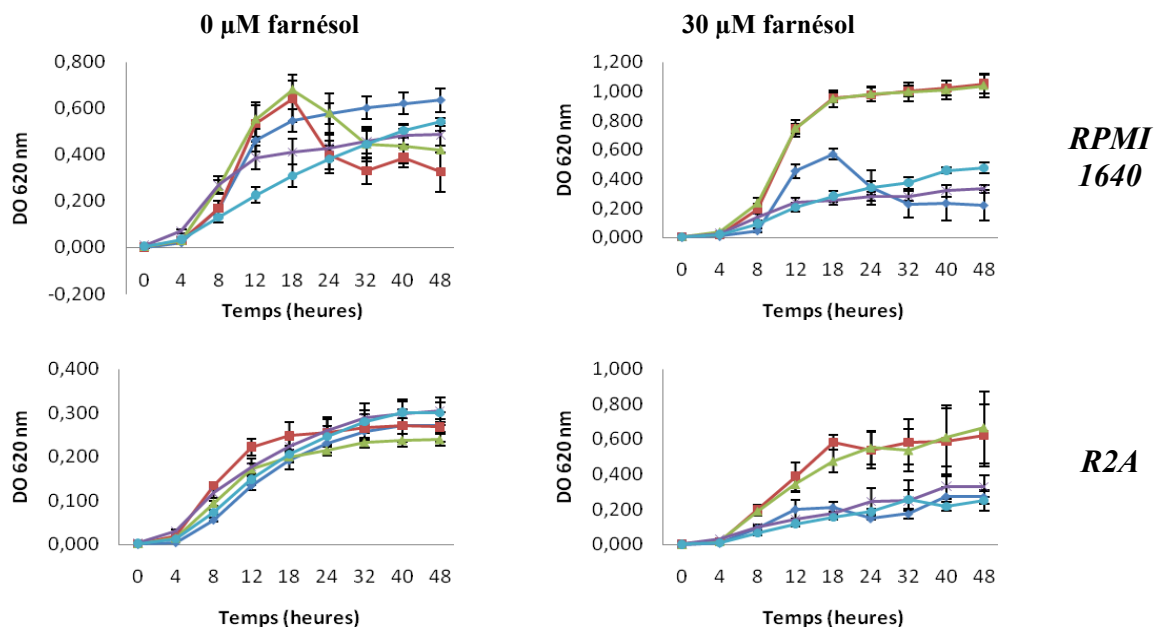 0 µM farnésol
30 µM farnésol
0,800
0,600
0,400
0,200
0,000
-0,200
DO 620 nm
0 4 8 12 18 24 32 40 48
Temps (heures)
1,200
1,000
0,800
0,600
0,400
0,200
0,000
DO 620 nm
0 4 8 12 18 24 32 40 48
Temps (heures)
RPMI
1640
0,400
0,300
0,200
0,100
0,000
DO 620 nm
0 4 8 12 18 24 32 40 48
Temps (heures)
1,000
0,800
0,600
0,400
0,200
0,000
DO 620 nm
0 4 8 12 18 24 32 40 48
Temps (heures)
R2A